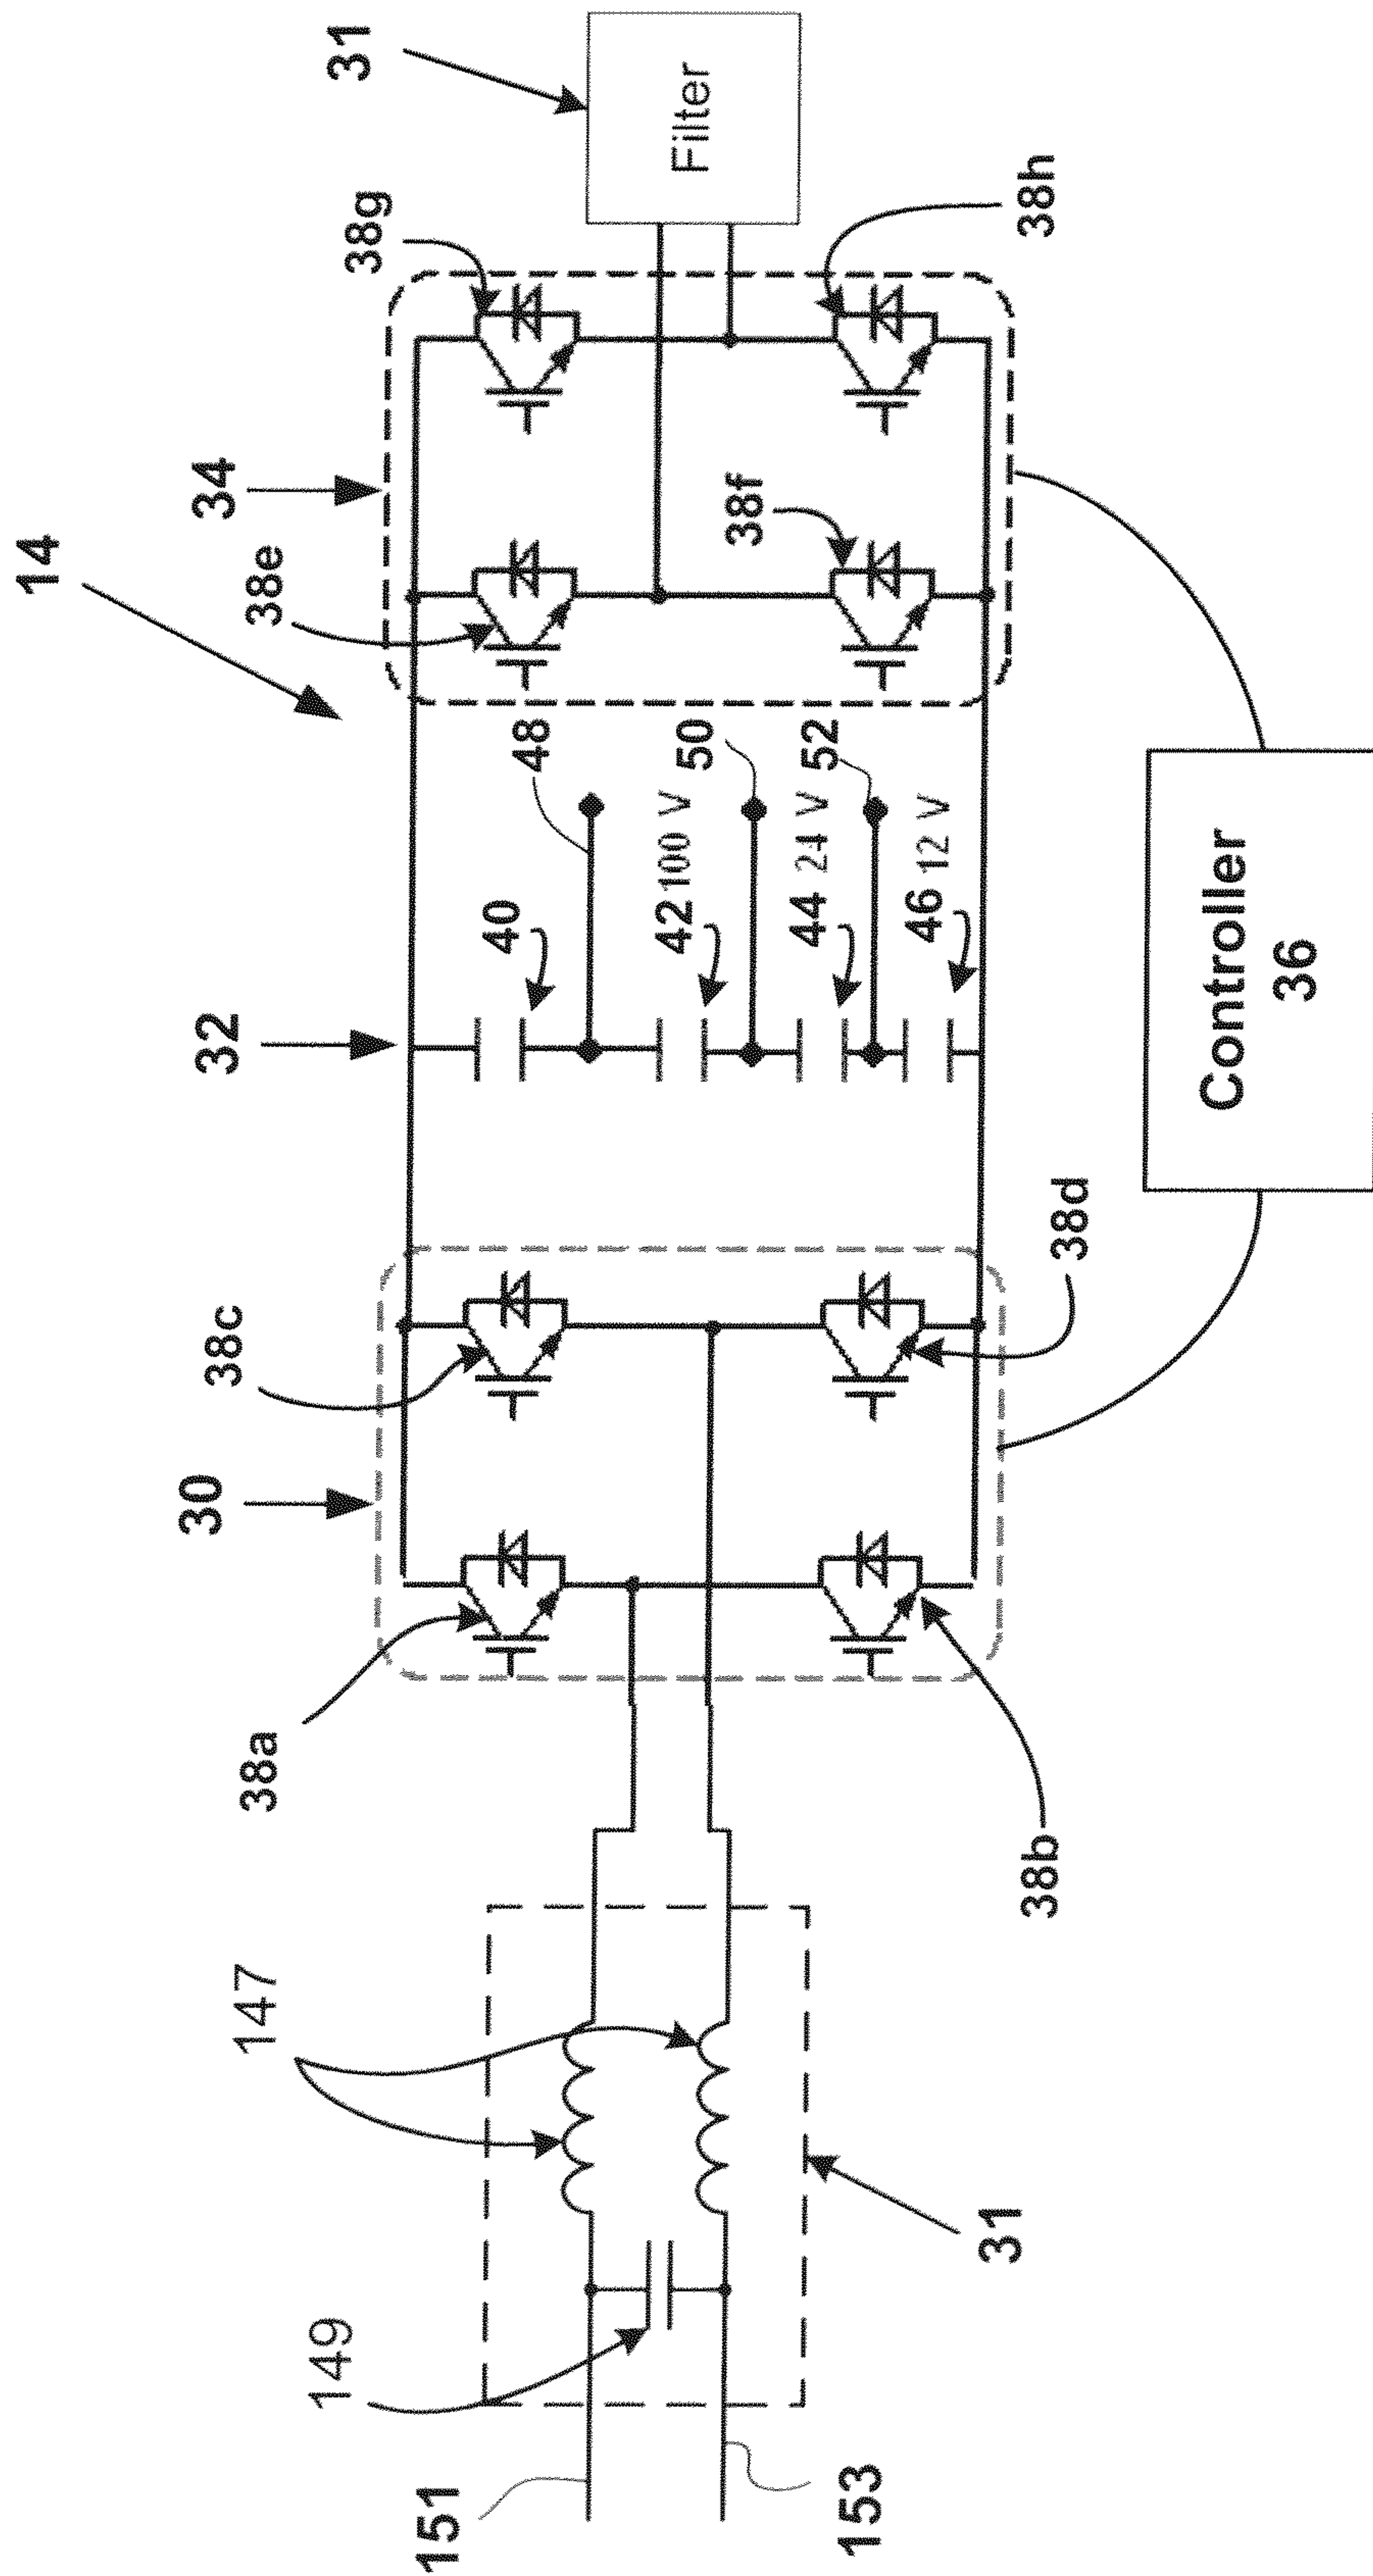 14
34
31
32
30
38g
38e
48
40
38c
38a
147
149
151
Filter
38f
50
42 100 V
52
44 24 V
46 12 V
38h
38d
38b
31
153
Controller
36